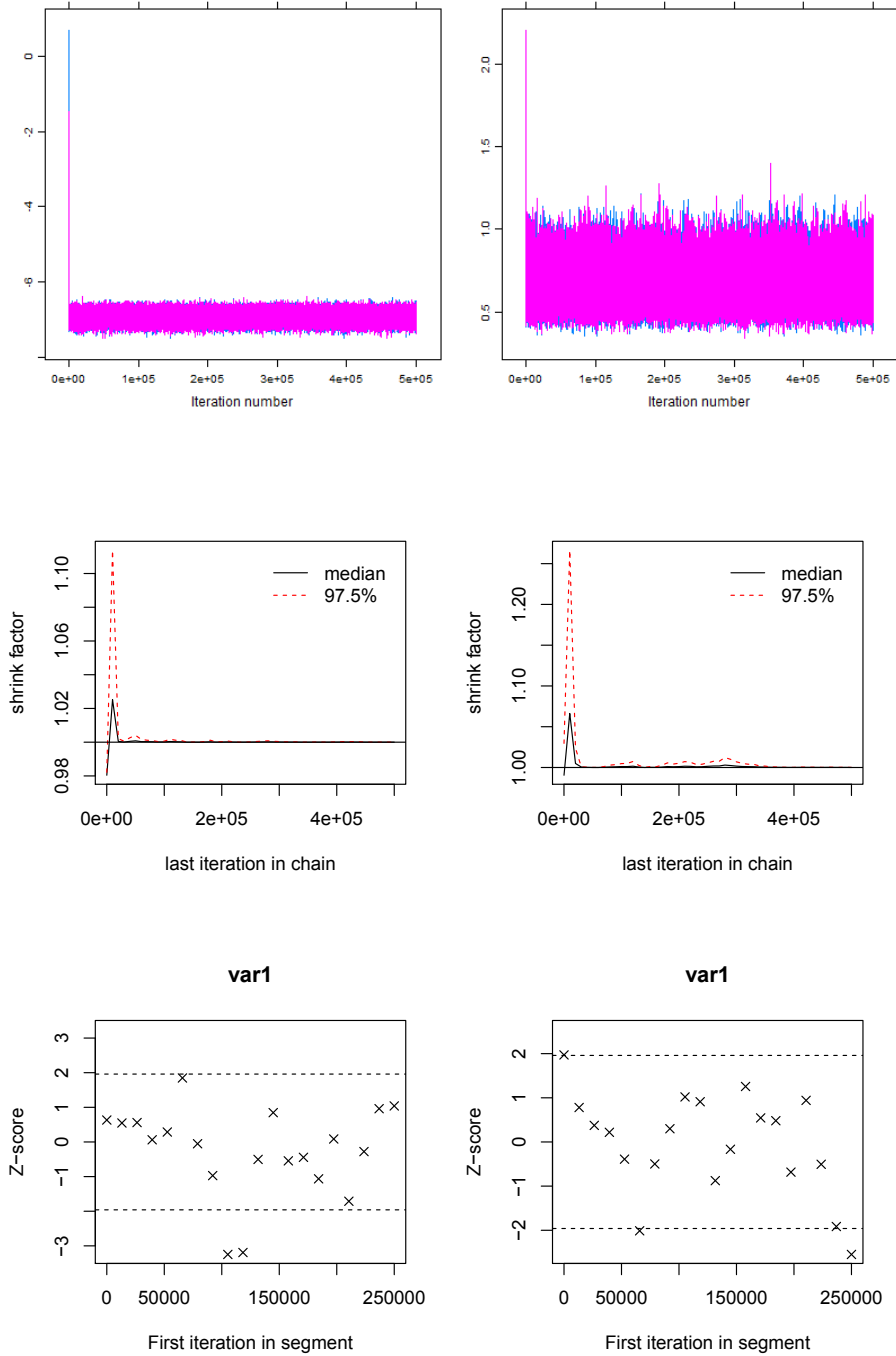 0
-2
-4
-6
0e+00 1e+05 2e+05 3e+05 4e+05 5e+05
Iteration number
2.0
1.5
1.0
0.5
0e+00 1e+05 2e+05 3e+05 4e+05 5e+05
Iteration number
shrink factor
1.10
1.06
1.02
0.98
median
97.5%
0e+00 2e+05 4e+05
last iteration in chain
shrink factor
1.20
1.10
1.00
median
97.5%
0e+00 2e+05 4e+05
last iteration in chain
var1
Z−score
3
2
1
0
−1
−3
0 50000 150000 250000
First iteration in segment
var1
Z−score
2
1
0
−1
−2
0 50000 150000 250000
First iteration in segment